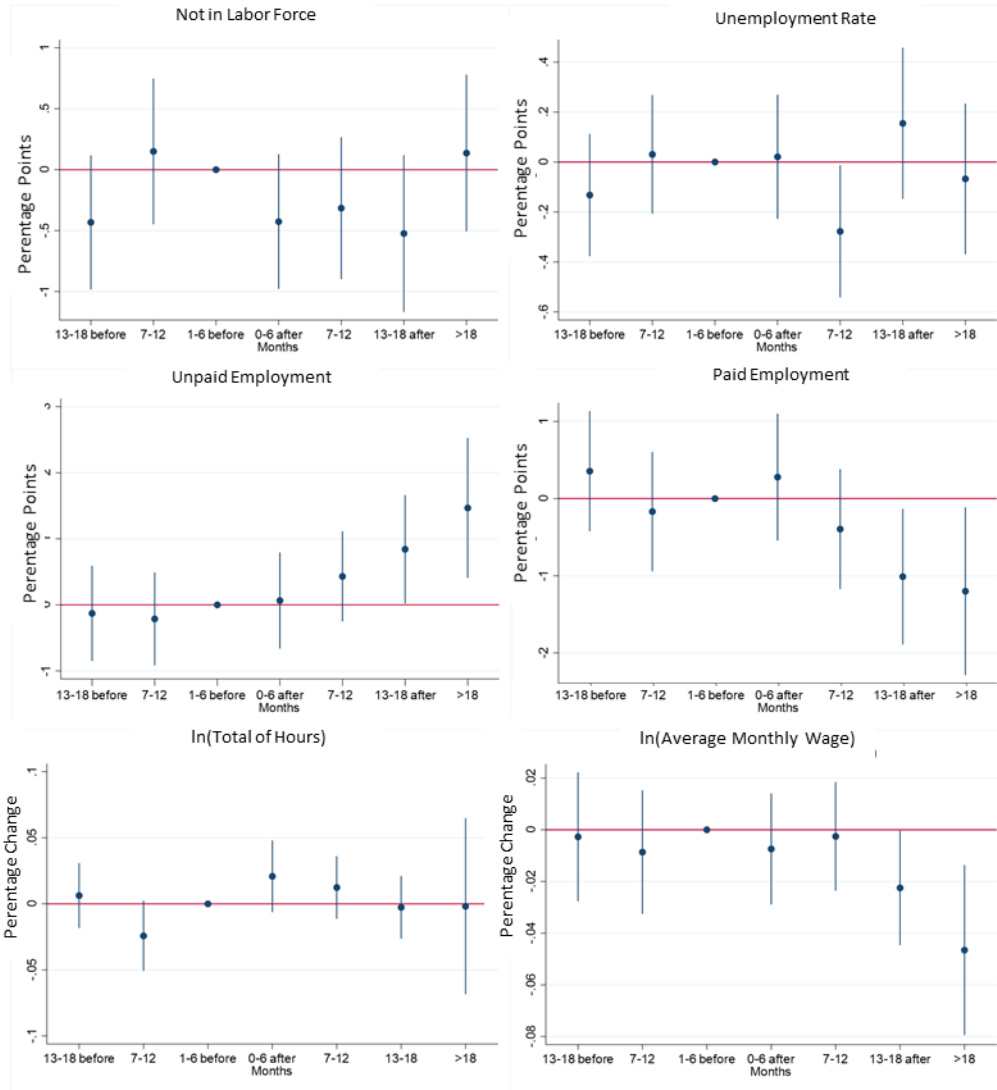 Not in Labor Force
Perentage Points
1
.5
0
-.5
-1
13-18 before 7-12 1-6 before 0-6 after 7-12 13-18 after >18
Months
Unemployment Rate
Perentage Points
.4
.2
0
-.2
-.4
-.6
13-18 before 7-12 1-6 before 0-6 after 7-12 13-18 after >18
Months
Unpaid Employment
Perentage Points
0
-1
13-18 before 7-12 1-6 before 0-6 after 7-12 13-18 after >18
Months
Paid Employment
Perentage Points
1
0
-1
-2
13-18 before 7-12 1-6 before 0-6 after 7-12 13-18 after >18
Months
ln(Total of Hours)
Perentage Change
.1
.05
0
-.05
-.1
13-18 before 7-12 1-6 before 0-6 after 7-12 13-18 >18
Months
ln(Average Monthly Wage)
Perentage Change
.02
0
-.02
-.04
-.06
-.08
13-18 before 7-12 1-6 before 0-6 after 7-12 13-18 after >18
Months